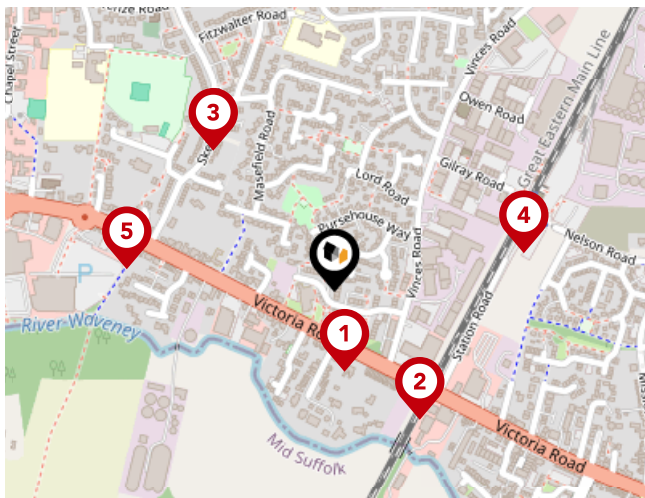 Fitzwalter Road
Chapel Street
Vinces Road
Great Eastern Main Line
Owen Road
3
Masefield Road
Gilray Road
Lord Road
4
Pursehouse Way
5
Nelson Road
P
Vinces Road
Victoria
1
Station Road
River Waveney
2
Mid Suffolk
Victoria Road